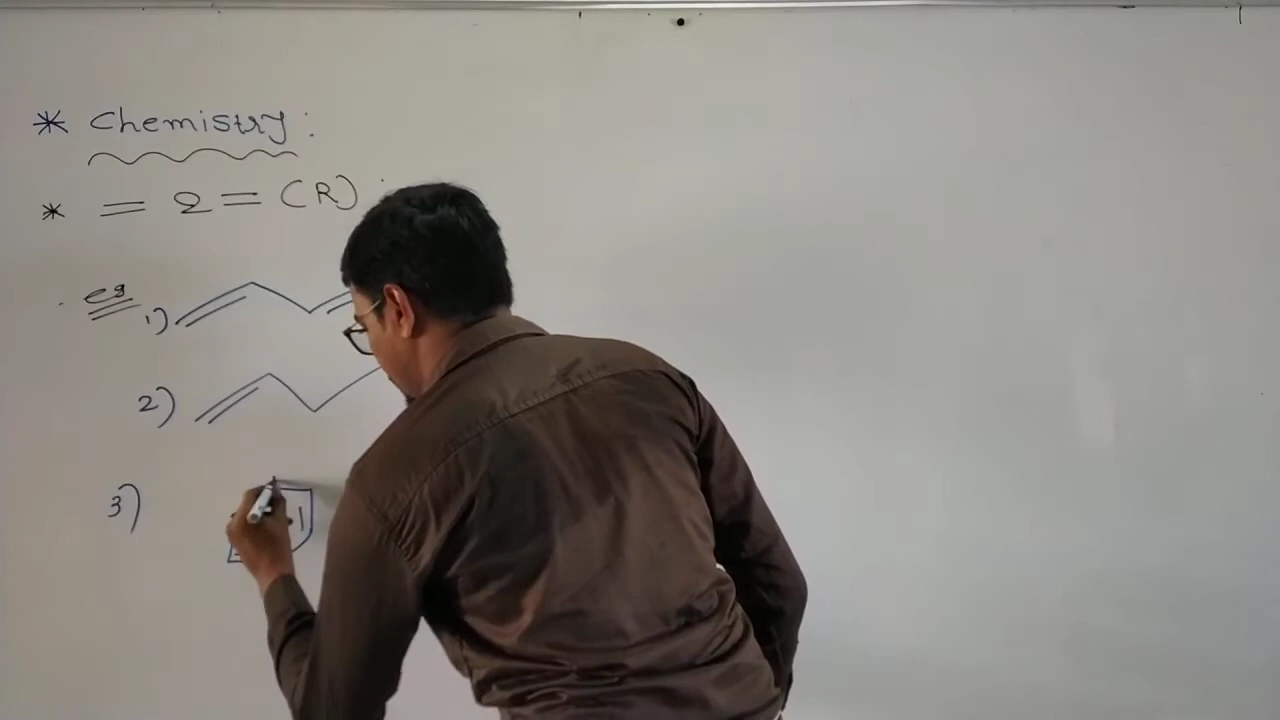 * Chemistry :
* = 2 = (R)
eg 1)
2)
3)